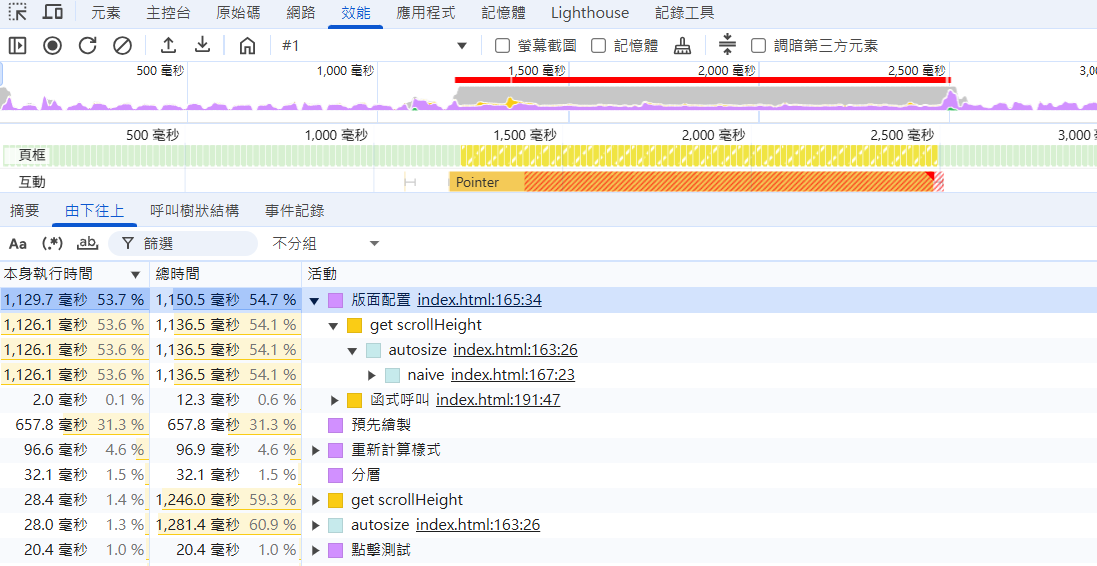 元素 主控台 原始碼 網路 效能 應用程式 記憶體 Lighthouse 記錄工具
#1 螢幕截圖 記憶體 調暗第三方元素
500 毫秒 1,000 毫秒 1,500 毫秒 2,000 毫秒 2,500 毫秒 3,0
500 毫秒 1,000 毫秒 1,500 毫秒 2,000 毫秒 2,500 毫秒 3,000
頁框
互動 Pointer
摘要 由下往上 呼叫樹狀結構 事件記錄
Aa (.*) ab 篩選 不分組
本身執行時間 總時間 活動
1,129.7 毫秒 53.7 % 1,150.5 毫秒 54.7 % 版面配置 index.html:165:34
1,126.1 毫秒 53.6 % 1,136.5 毫秒 54.1 % get scrollHeight
1,126.1 毫秒 53.6 % 1,136.5 毫秒 54.1 % autosize index.html:163:26
1,126.1 毫秒 53.6 % 1,136.5 毫秒 54.1 % naive index.html:167:23
2.0 毫秒 0.1 % 12.3 毫秒 0.6 % 函式呼叫 index.html:191:47
657.8 毫秒 31.3 % 657.8 毫秒 31.3 % 預先繪製
96.6 毫秒 4.6 % 96.9 毫秒 4.6 % 重新計算樣式
32.1 毫秒 1.5 % 32.1 毫秒 1.5 % 分層
28.4 毫秒 1.4 % 1,246.0 毫秒 59.3 % get scrollHeight
28.0 毫秒 1.3 % 1,281.4 毫秒 60.9 % autosize index.html:163:26
20.4 毫秒 1.0 % 20.4 毫秒 1.0 % 點擊測試